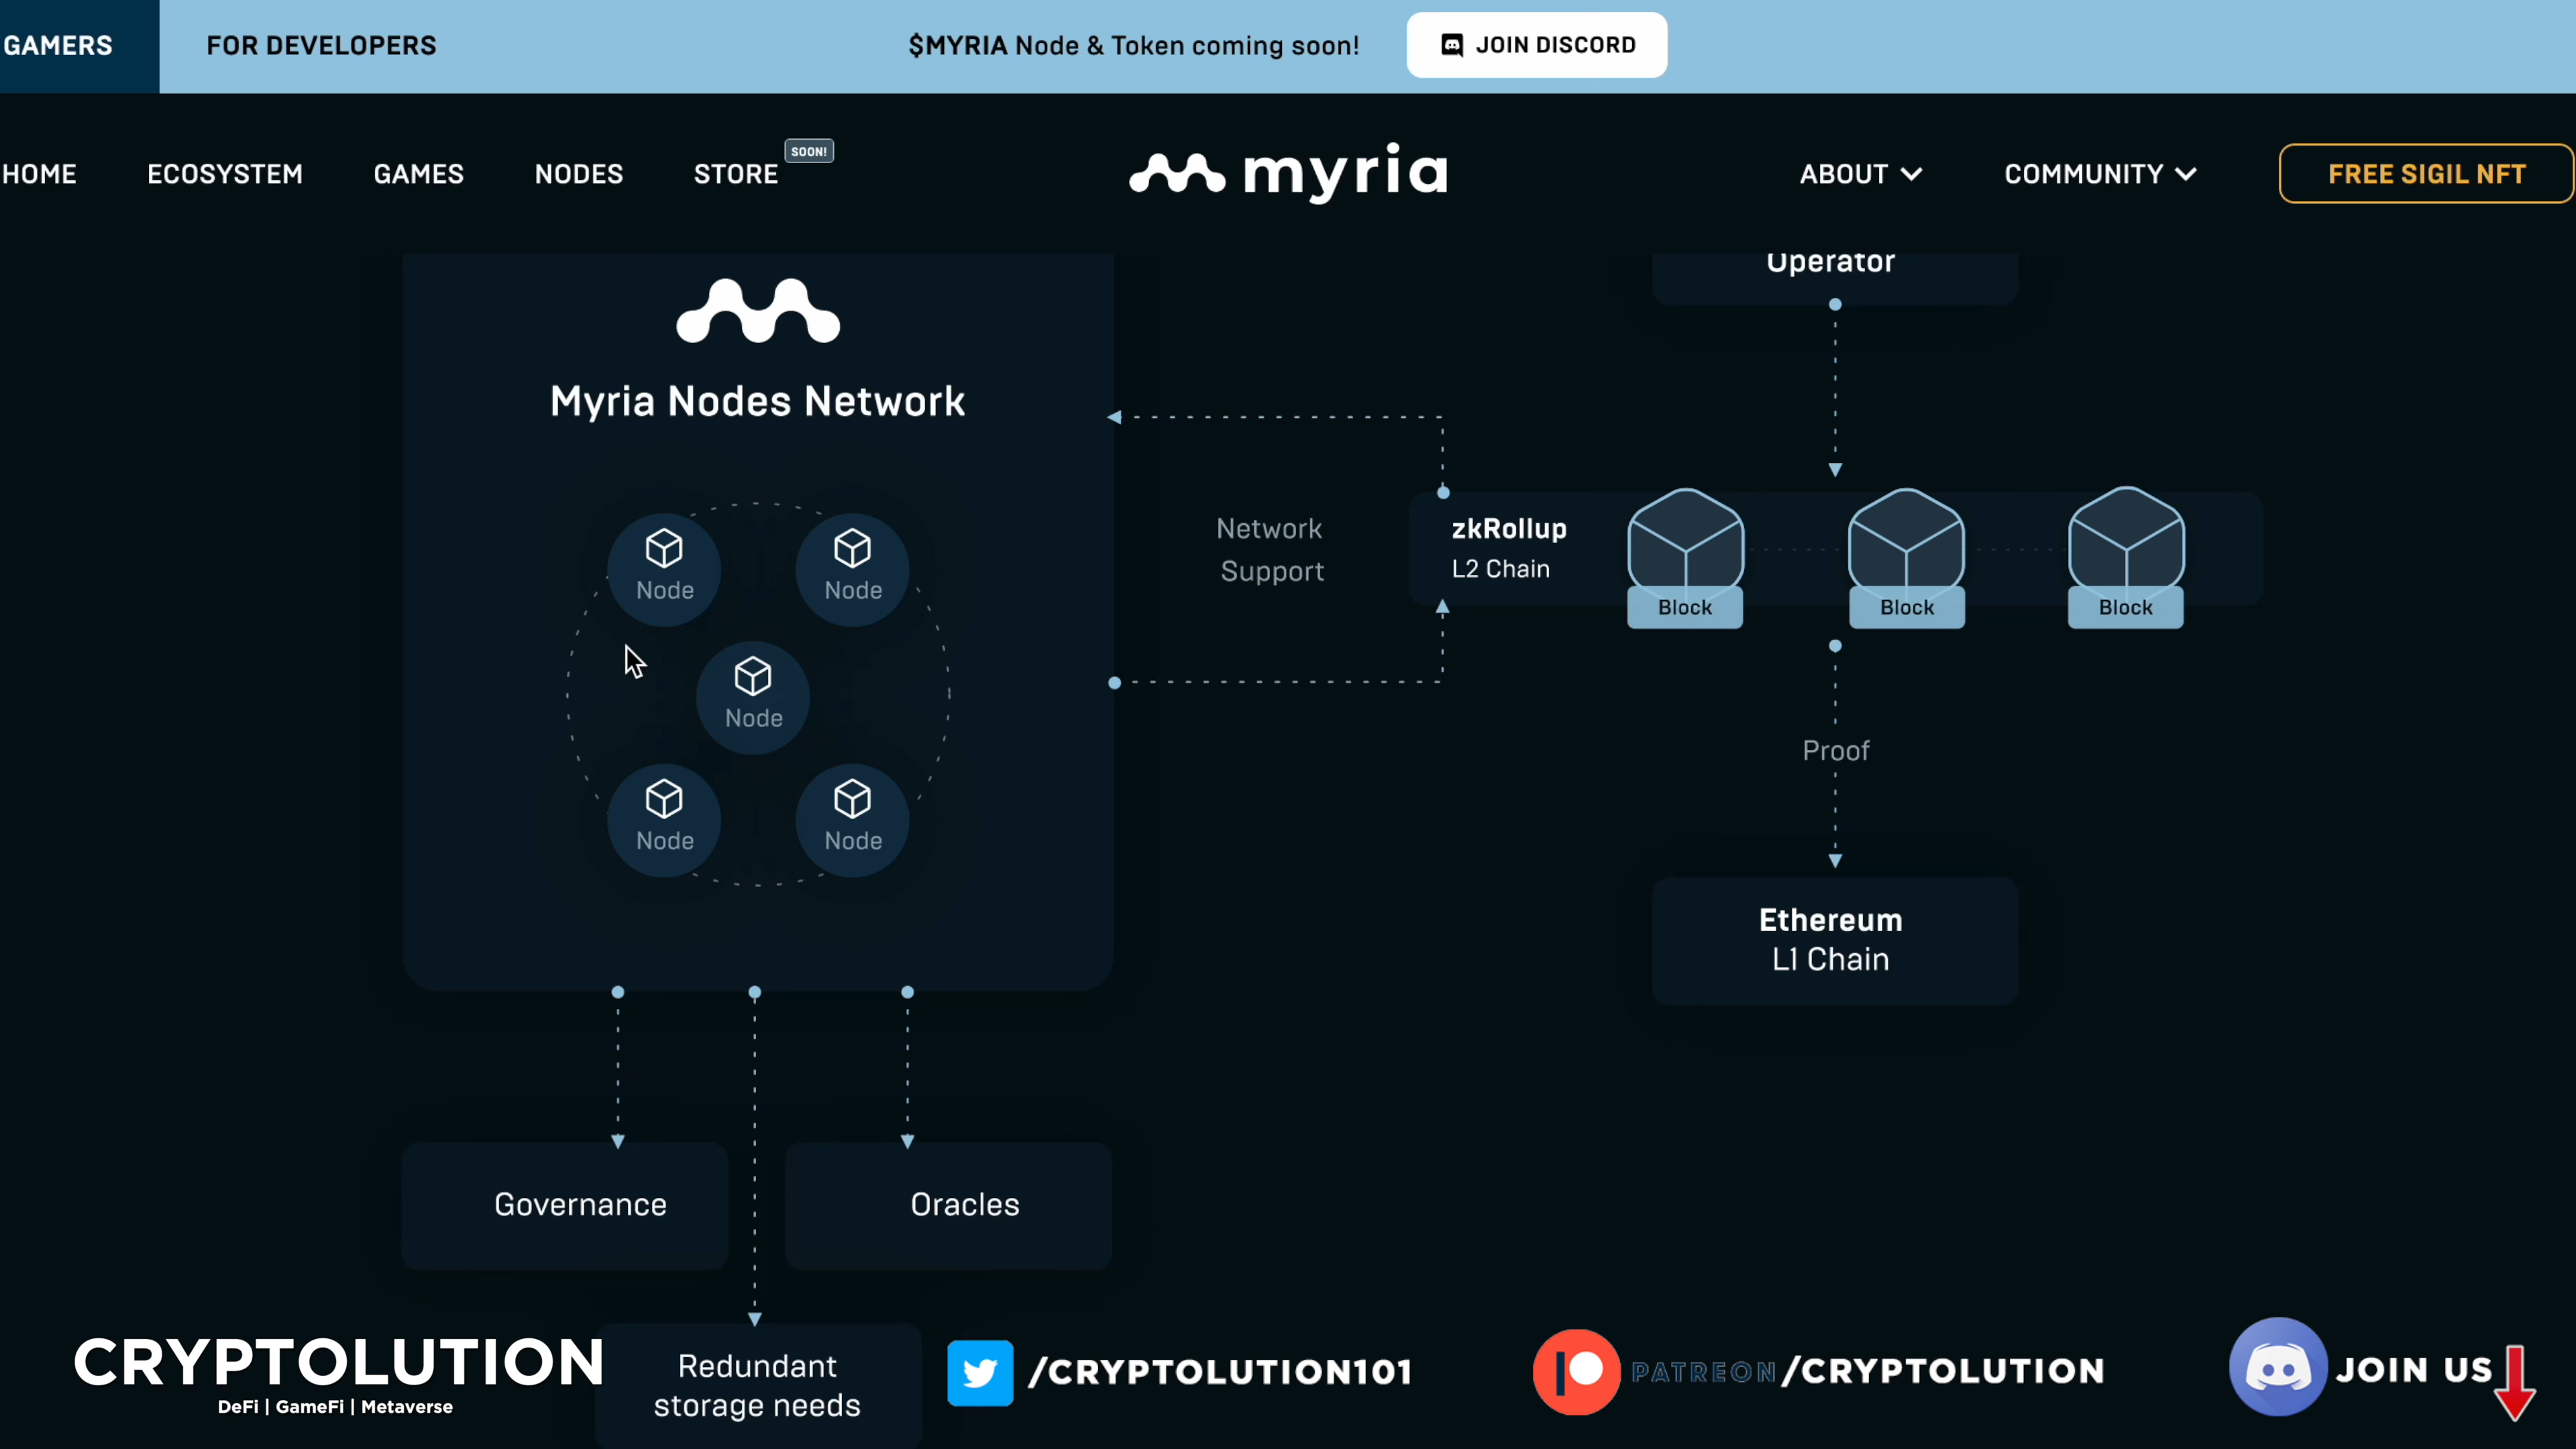 GAMERS
FOR DEVELOPERS
$MYRIA Node & Token coming soon!
JOIN DISCORD
HOME
ECOSYSTEM
GAMES
NODES
STORE
SOON!
myria
ABOUT
COMMUNITY
FREE SIGIL NFT
Operator
Myria Nodes Network
Node
Node
Node
Node
Node
Network
Support
zkRollup
L2 Chain
Block
Block
Block
Proof
Ethereum
L1 Chain
Governance
Oracles
Redundant
storage needs
CRYPTOLUTION
DeFi | GameFi | Metaverse
/CRYPTOLUTION101
PATREON/CRYPTOLUTION
JOIN US